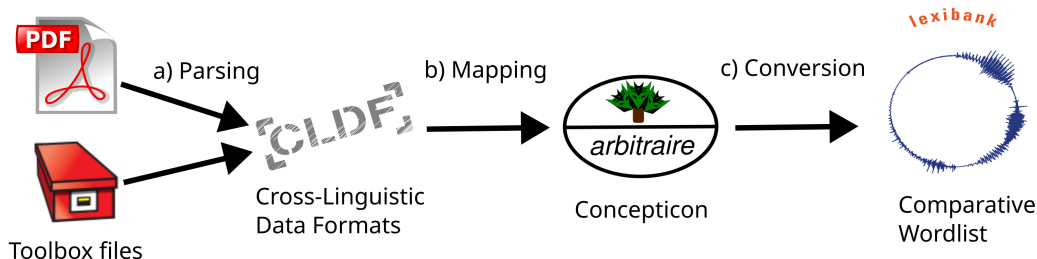 PDF
Toolbox files
a) Parsing
[CLDF]
Cross-Linguistic
Data Formats
b) Mapping
arbitraire
Concepticon
c) Conversion
lexibank
Comparative
Wordlist